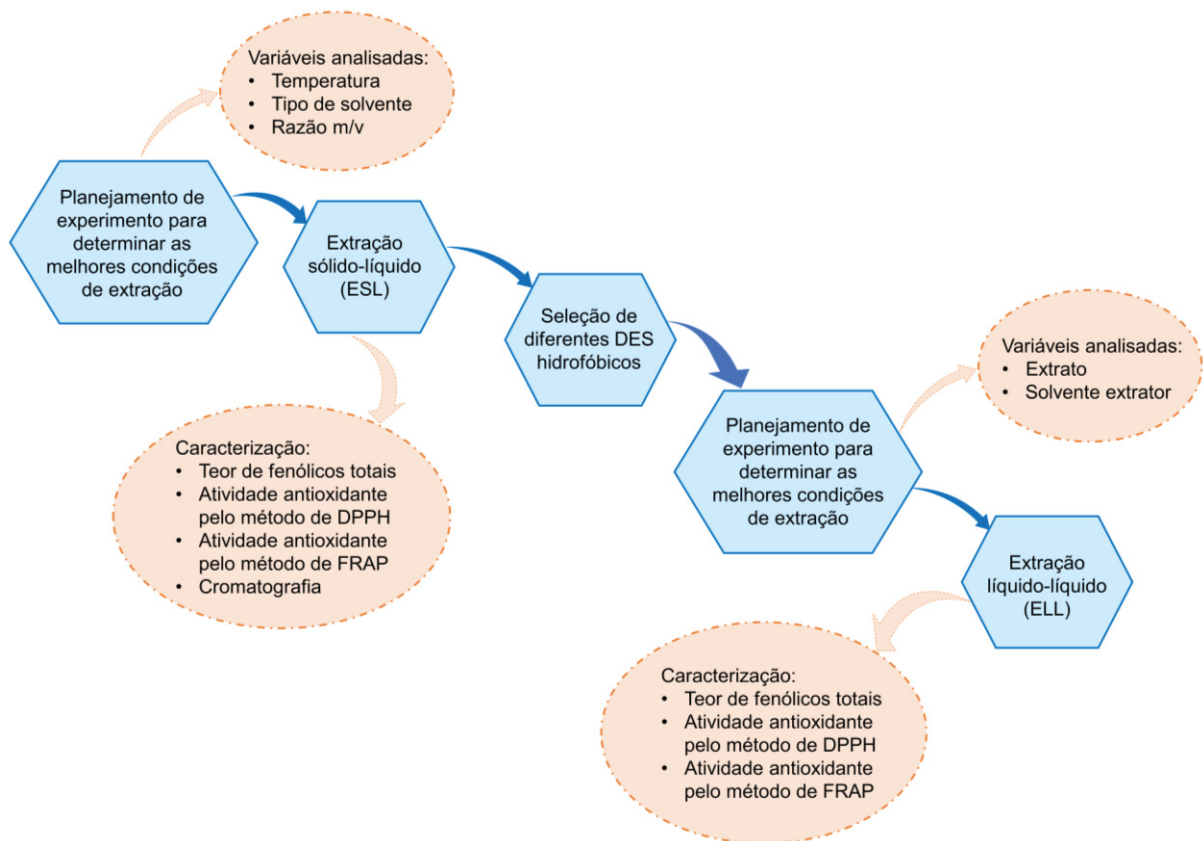 Variáveis analisadas:
• Temperatura
• Tipo de solvente
• Razão m/v
Planejamento de
experimento para
determinar as
melhores condições
de extração
Extração
sólido-líquido
(ESL)
Caracterização:
• Teor de fenólicos totais
• Atividade antioxidante
pelo método de DPPH
• Atividade antioxidante
pelo método de FRAP
• Cromatografia
Seleção de
diferentes DES
hidrofóbicos
Planejamento de
experimento para
determinar as
melhores condições
de extração
Variáveis analisadas:
• Extrato
• Solvente extrator
Extração
líquido-líquido
(ELL)
Caracterização:
• Teor de fenólicos totais
• Atividade antioxidante
pelo método de DPPH
• Atividade antioxidante
pelo método de FRAP